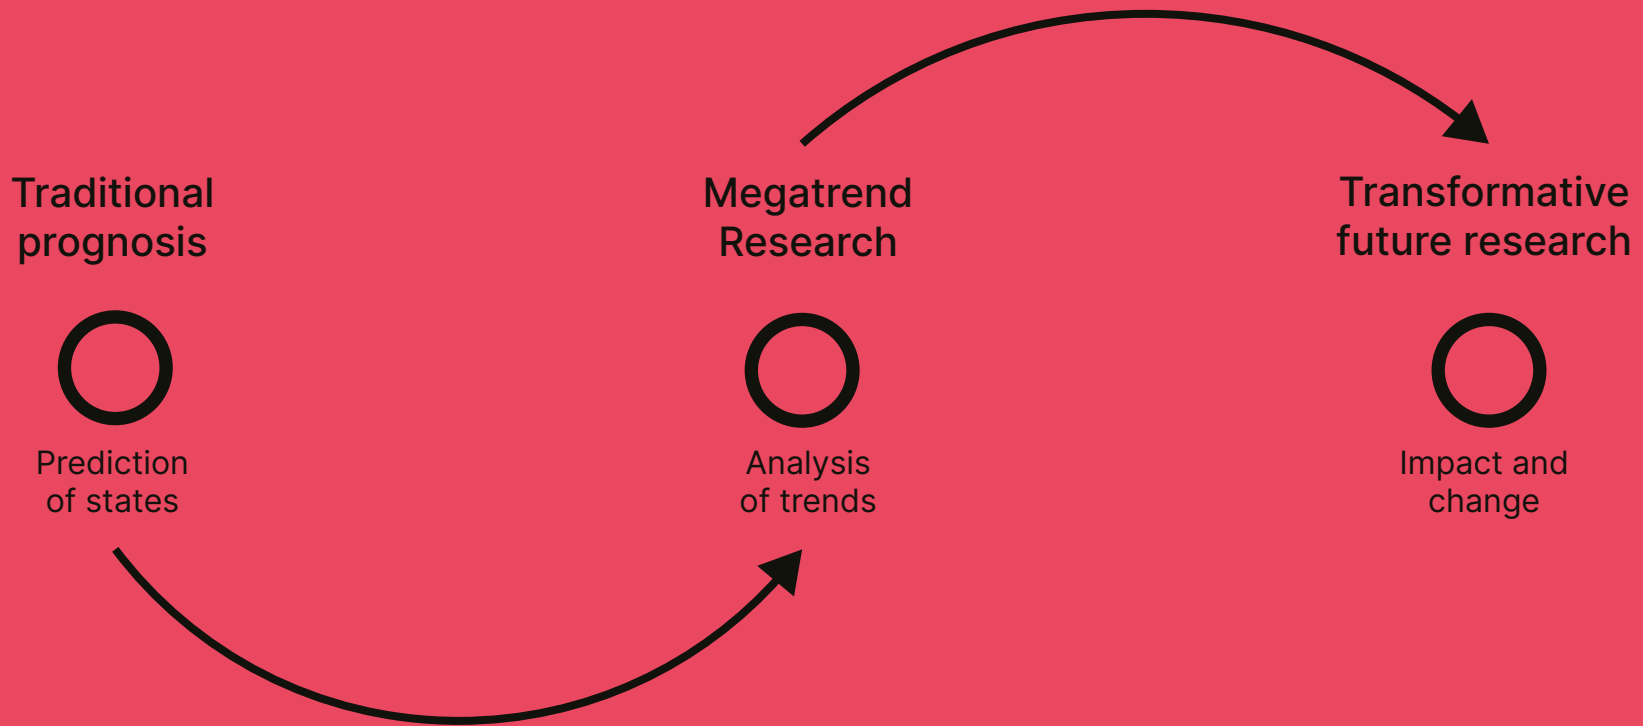 Traditional
prognosis
Prediction
of states
Megatrend
Research
Analysis
of trends
Transformative
future research
Impact and
change